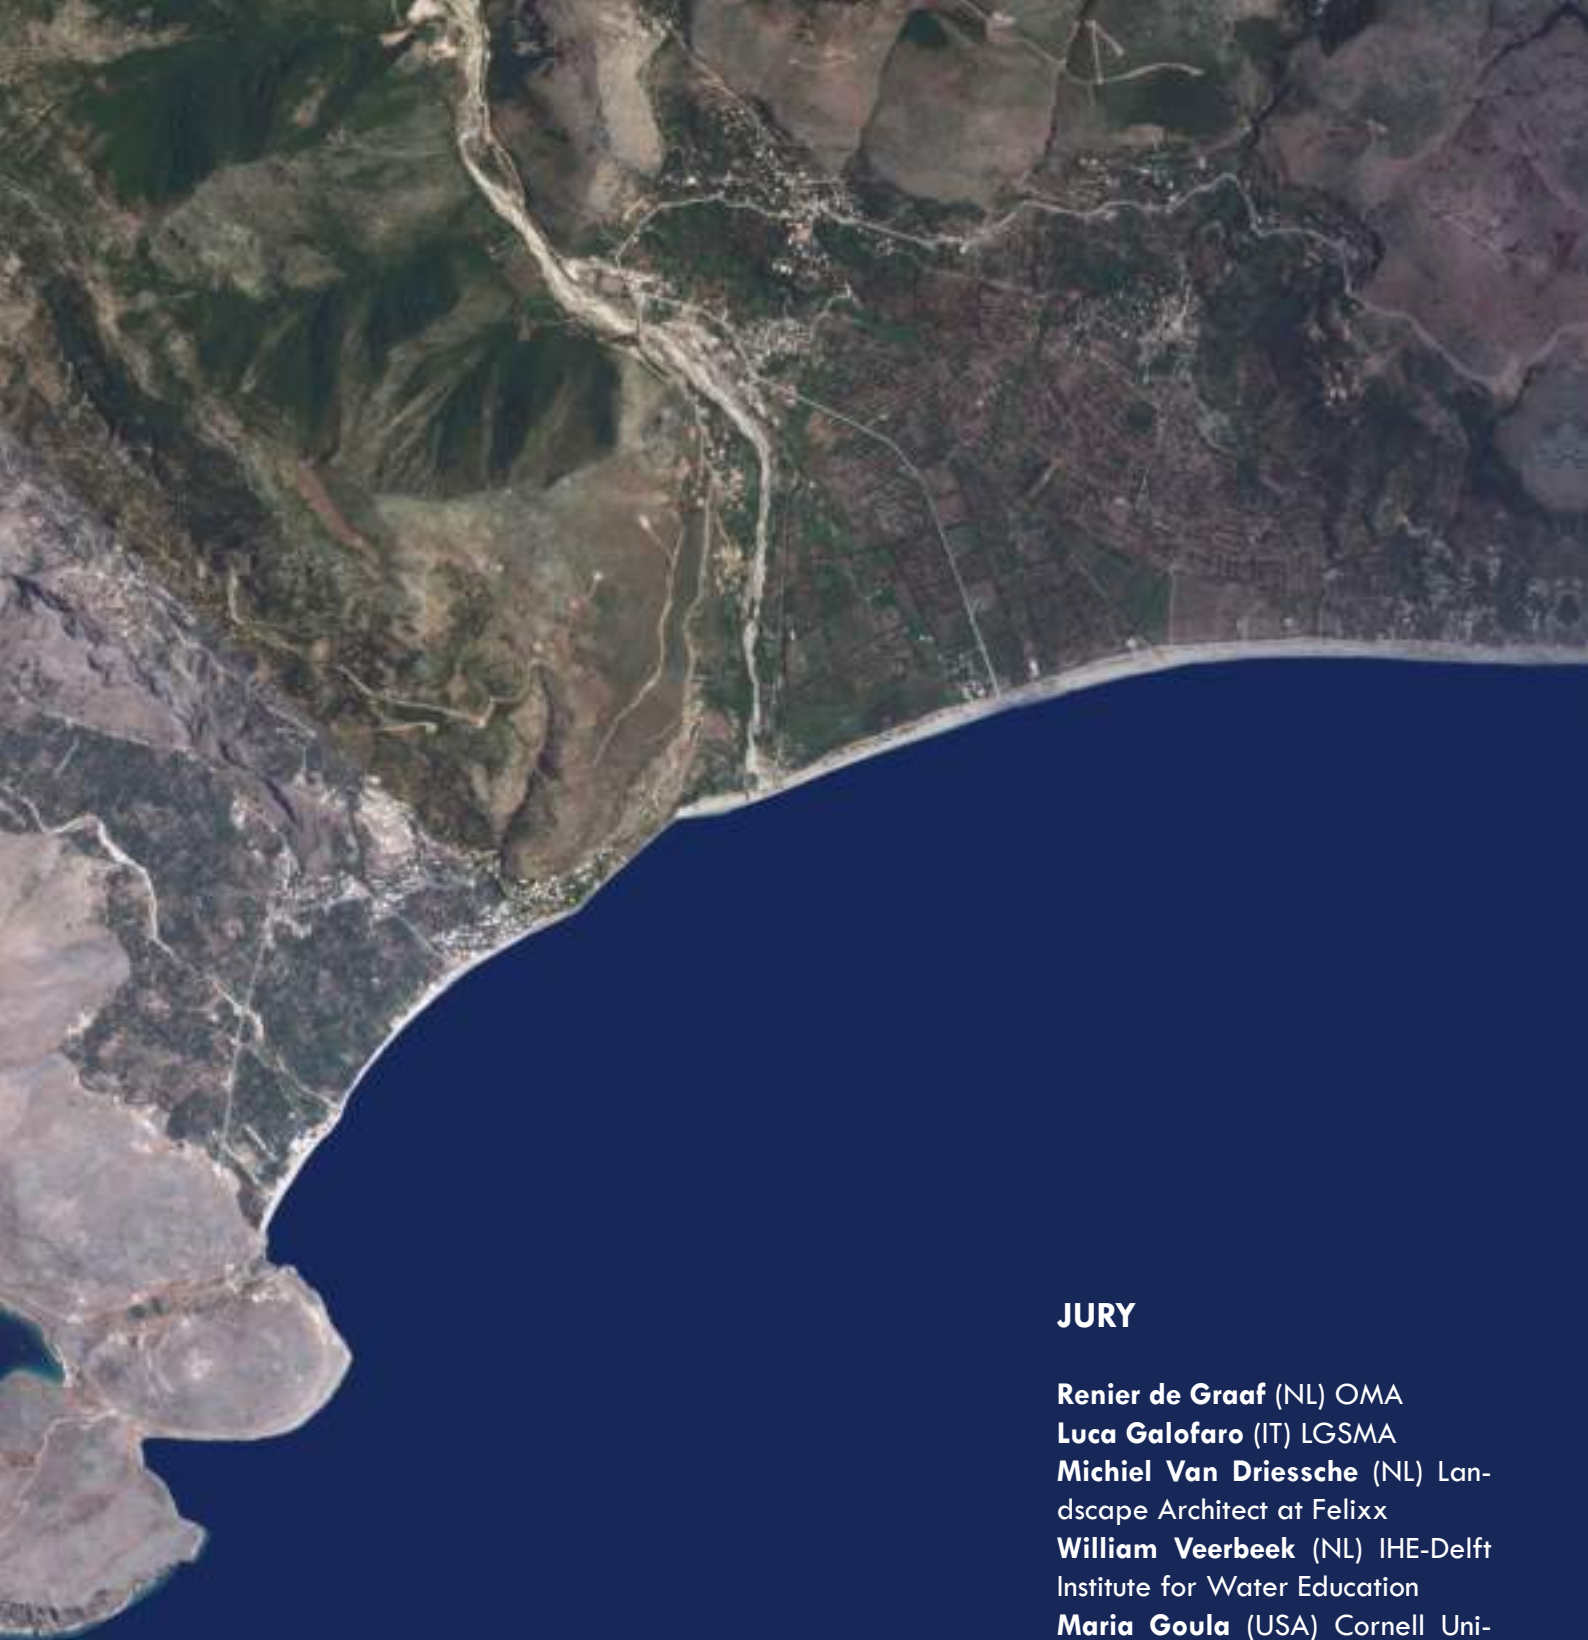 JURY
Renier de Graaf (NL) OMA
Luca Galofaro (IT) LGSMA
Michiel Van Driessche (NL) Lan-
dscape Architect at Felixx
William Veerbeek (NL) IHE-Delft
Institute for Water Education
Maria Goula (USA) Cornell Uni-